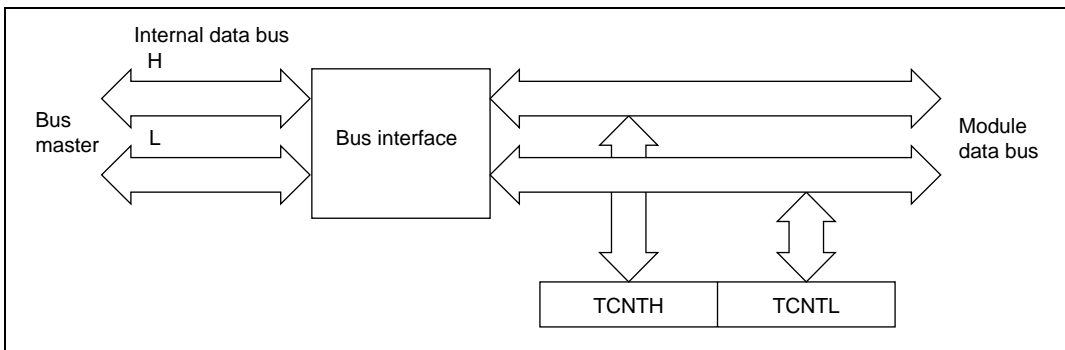 Internal data bus
H
Bus
master
L
Bus interface
Module
data bus
TCNTH
TCNTL